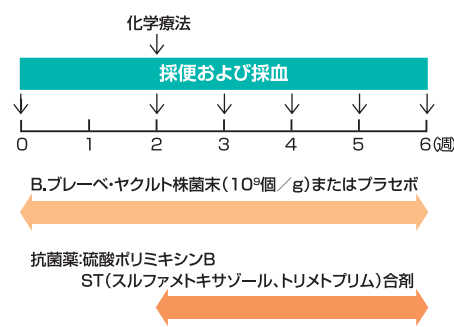 化学療法
採便および採血
0 1 2 3 4 5 6(週)
B.ブレーベ・ヤクルト株菌末(10⁹個/g)またはプラセボ
抗菌薬:硫酸ポリミキシンB
ST(スルファメトキサゾール、トリメトプリム)合剤